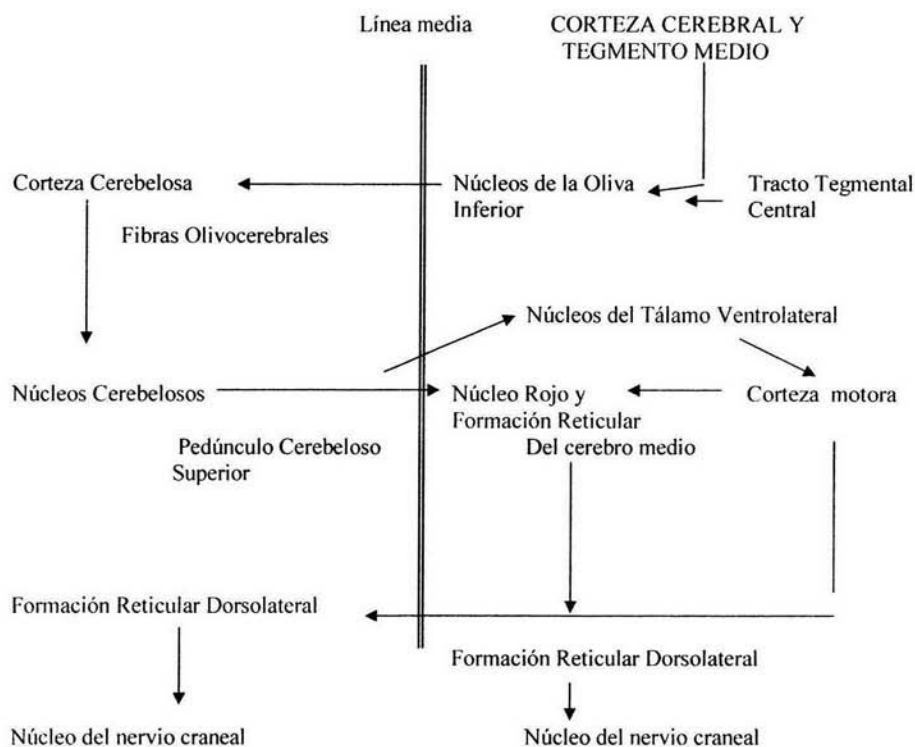 Línea media
CORTEZA CEREBRAL Y
TEGMENTO MEDIO
Corteza Cerebelosa
Núcleos de la Oliva
Inferior
Tracto Tegmental
Central
Fibras Olivocerebrales
Núcleos del Tálamo Ventrolateral
Núcleos Cerebelosos
Núcleo Rojo y
Formación Reticular
Del cerebro medio
Corteza motora
Pedúnculo Cerebeloso
Superior
Formación Reticular Dorsolateral
Formación Reticular Dorsolateral
Núcleo del nervio craneal
Núcleo del nervio craneal